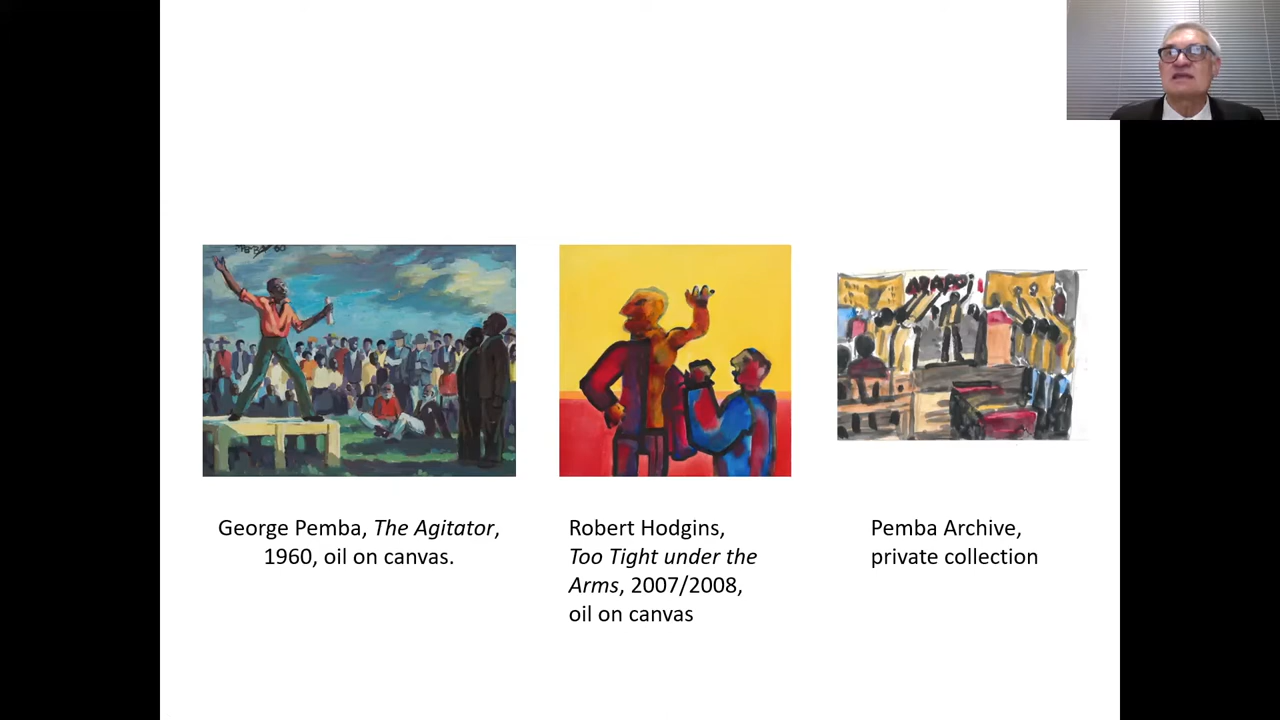 George Pemba, The Agitator,
1960, oil on canvas.
Robert Hodgins,
Too Tight under the
Arms, 2007/2008,
oil on canvas
Pemba Archive,
private collection